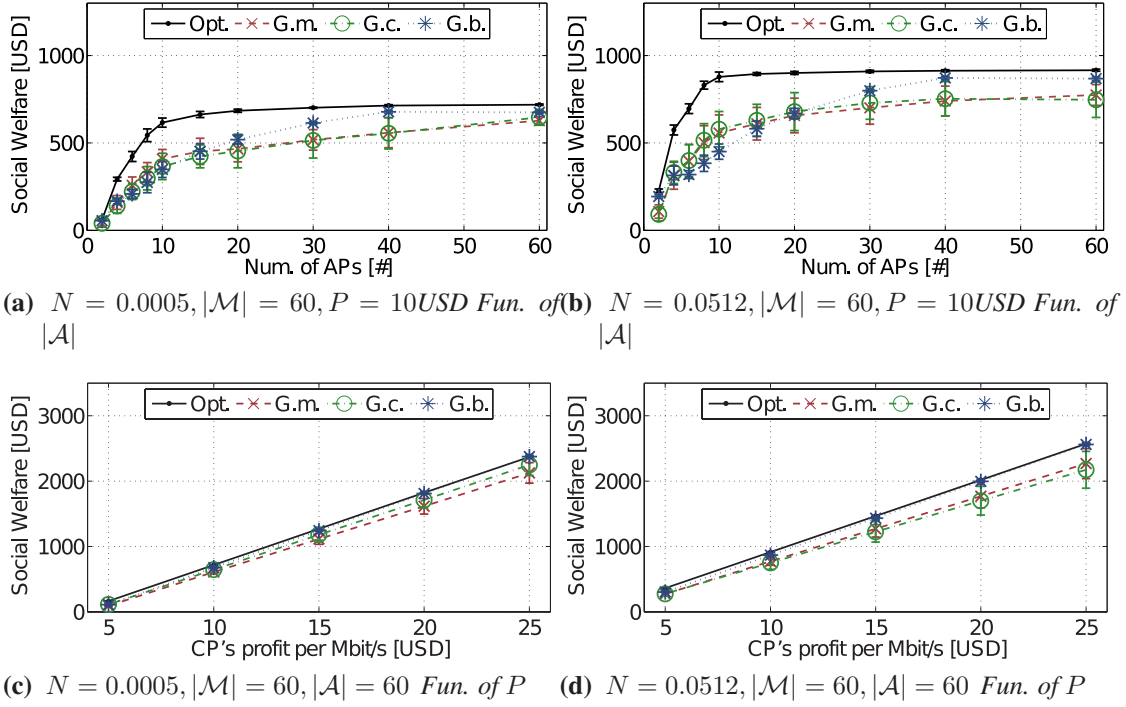 Opt. G.m. G.c. G.b.
Social Welfare [USD]
1000
500
0
0 10 20 30 40 50 60
Num. of APs [#]
(a) N = 0.0005, |M| = 60, P = 10USD Fun. of
|A|
Opt. G.m. G.c. G.b.
Social Welfare [USD]
1000
500
0
0 10 20 30 40 50 60
Num. of APs [#]
(b) N = 0.0512, |M| = 60, P = 10USD Fun. of
|A|
Opt. G.m. G.c. G.b.
Social Welfare [USD]
3000
2000
1000
0
5 10 15 20 25
CP's profit per Mbit/s [USD]
(c) N = 0.0005, |M| = 60, |A| = 60 Fun. of P
Opt. G.m. G.c. G.b.
Social Welfare [USD]
3000
2000
1000
0
5 10 15 20 25
CP's profit per Mbit/s [USD]
(d) N = 0.0512, |M| = 60, |A| = 60 Fun. of P